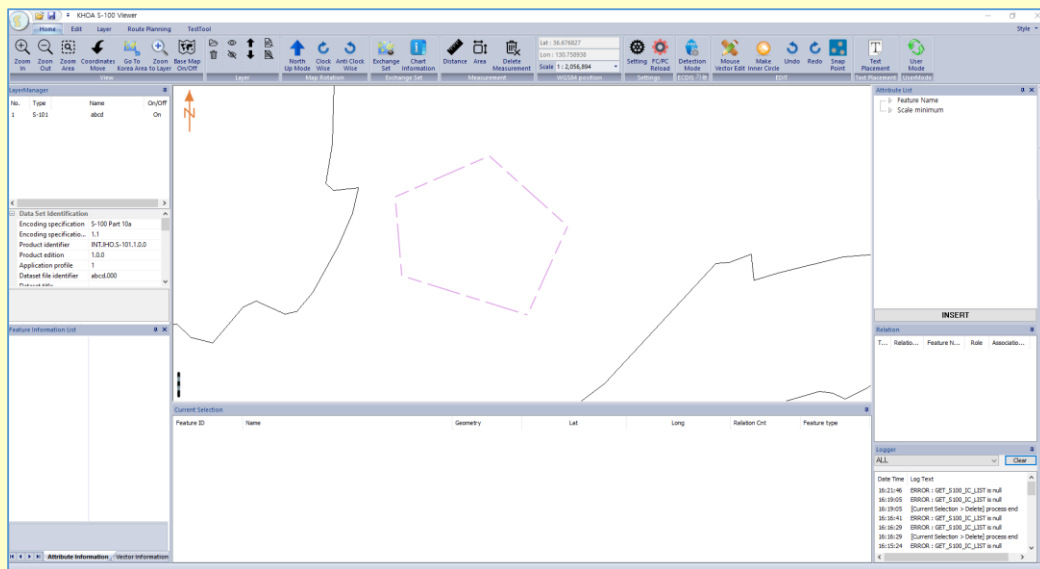 KHOA S-100 Viewer
Home Edit Layer Route Planning TestTool Style
Zoom In Zoom Out Zoom Area Coordinates Move Go To Korea Area Zoom to Layer Base Map On/Off
North Up Mode Clock Wise Anti Clock Wise Exchange Set Chart Information Distance Area Delete Measurement
Lat : 36.676827
Lon : 130.758938
Scale 1 : 2,056,894
Setting FC/PC Reload Detection Mode Mouse Vector Edit Make Inner Circle Undo Redo Snap Point Text Placement User Mode
View Layer Map Rotation Exchange Set Measurement WGS84 position Settings ECDIS 기능 EDIT Text Placement UserMode
LayerManager
No. Type Name On/Off
1 S-101 abcd On
Data Set Identification
Encoding specification S-100 Part 10a
Encoding specificatio... 1.1
Product identifier INT.IHO.S-101.1.0.0
Product edition 1.0.0
Application profile 1
Dataset file identifier abcd.000
Dataset title
Feature Information List
Attribute Information Vector Information
N
Current Selection
Feature ID Name Geometry Lat Long Relation Cnt Feature type
Attribute List
Feature Name
Scale minimum
INSERT
Relation
T... Relatio... Feature N... Role Associatio...
Logger
ALL Clear
Date Time Log Text
16:21:46 ERROR : GET_S100_IC_LIST is null
16:19:05 ERROR : GET_S100_IC_LIST is null
16:19:05 [Current Selection > Delete] process end
16:16:41 ERROR : GET_S100_IC_LIST is null
16:16:29 ERROR : GET_S100_IC_LIST is null
16:16:29 [Current Selection > Delete] process end
16:15:24 ERROR : GET_S100_IC_LIST is null